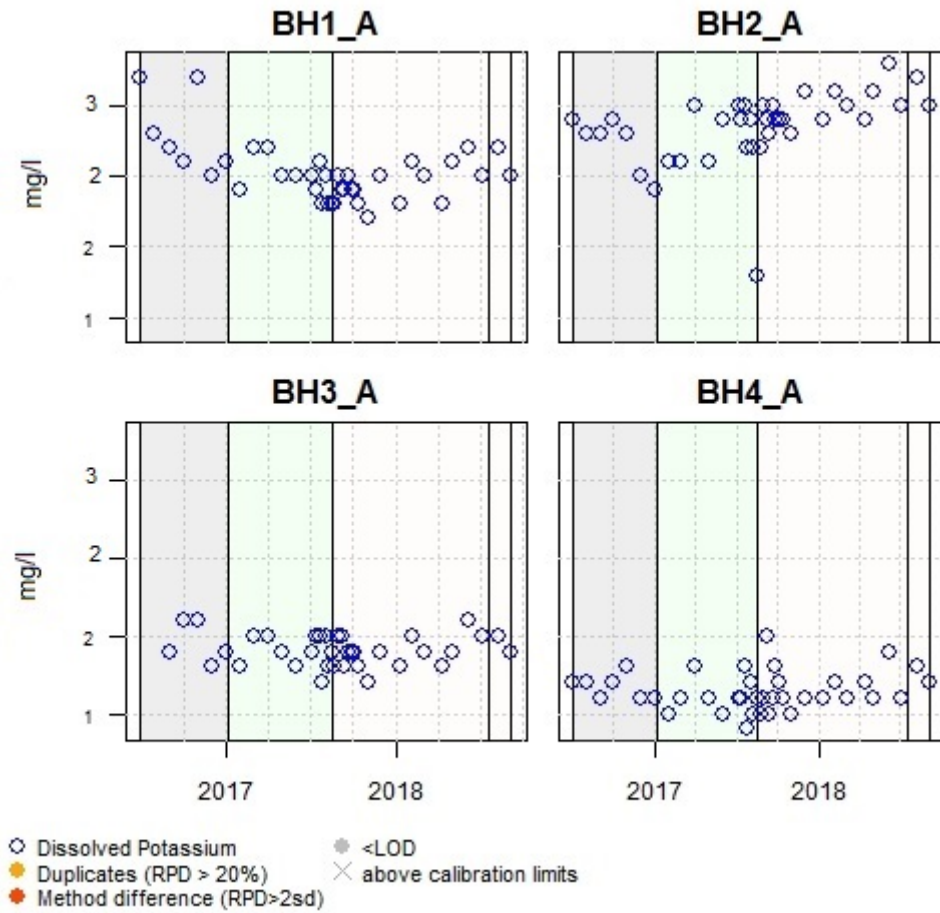 BH1_A
BH2_A
mg/l
3
2
2
1
BH3_A
BH4_A
mg/l
3
2
2
1
2017
2018
2017
2018
Dissolved Potassium
Duplicates (RPD > 20%)
Method difference (RPD>2sd)
<LOD
above calibration limits